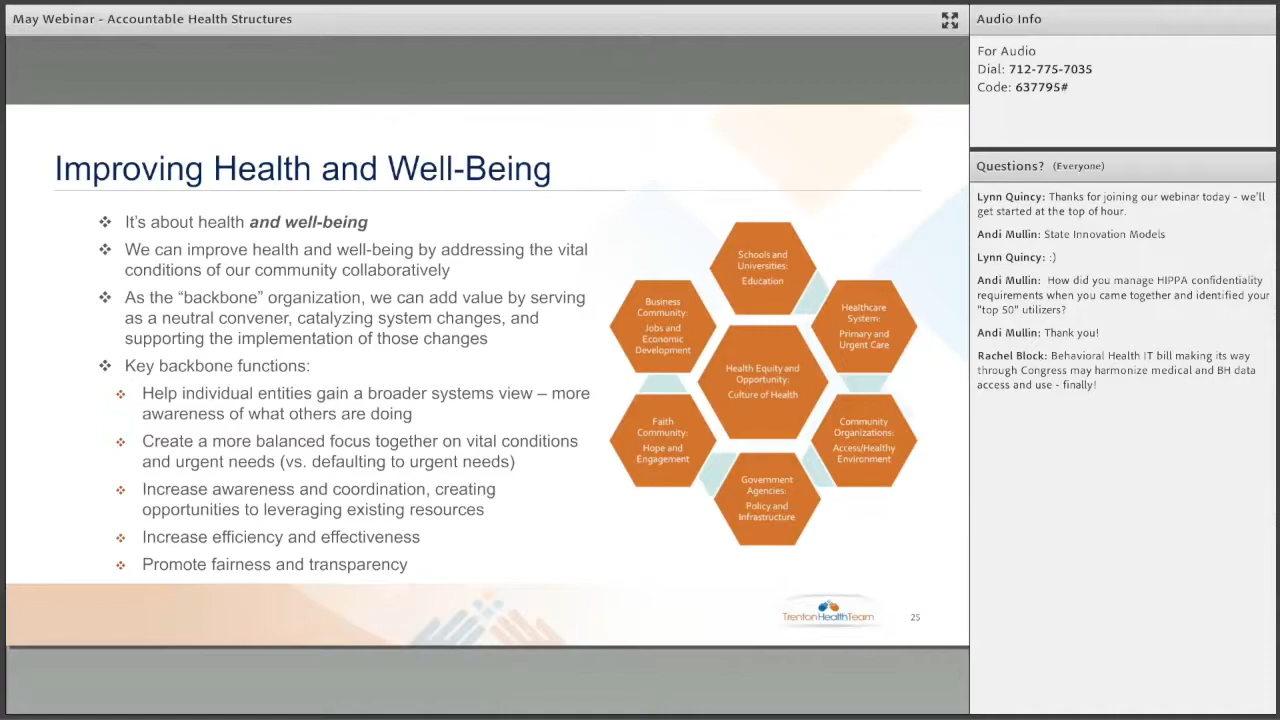 May Webinar - Accountable Health Structures
Improving Health and Well-Being
❖ It's about health and well-being
❖ We can improve health and well-being by addressing the vital
conditions of our community collaboratively
❖ As the “backbone” organization, we can add value by serving
as a neutral convener, catalyzing system changes, and
supporting the implementation of those changes
❖ Key backbone functions:
❖ Help individual entities gain a broader systems view – more
awareness of what others are doing
❖ Create a more balanced focus together on vital conditions
and urgent needs (vs. defaulting to urgent needs)
❖ Increase awareness and coordination, creating
opportunities to leveraging existing resources
❖ Increase efficiency and effectiveness
❖ Promote fairness and transparency
Schools and
Universities:
Education
Business
Community:
Jobs and
Economic
Development
Healthcare
System:
Primary and
Urgent Care
Health Equity and
Opportunity:
Culture of Health
Faith
Community:
Hope and
Engagement
Community
Organizations:
Access/Healthy
Environment
Government
Agencies:
Policy and
Infrastructure
TrentonHealthTeam
25
Audio Info
For Audio
Dial: 712-775-7035
Code: 637795#
Questions? (Everyone)
Lynn Quincy: Thanks for joining our webinar today - we'll
get started at the top of hour.
Andi Mullin: State Innovation Models
Lynn Quincy: :)
Andi Mullin: How did you manage HIPPA confidentiality
requirements when you came together and identified your
"top 50" utilizers?
Andi Mullin: Thank you!
Rachel Block: Behavioral Health IT bill making its way
through Congress may harmonize medical and BH data
access and use - finally!